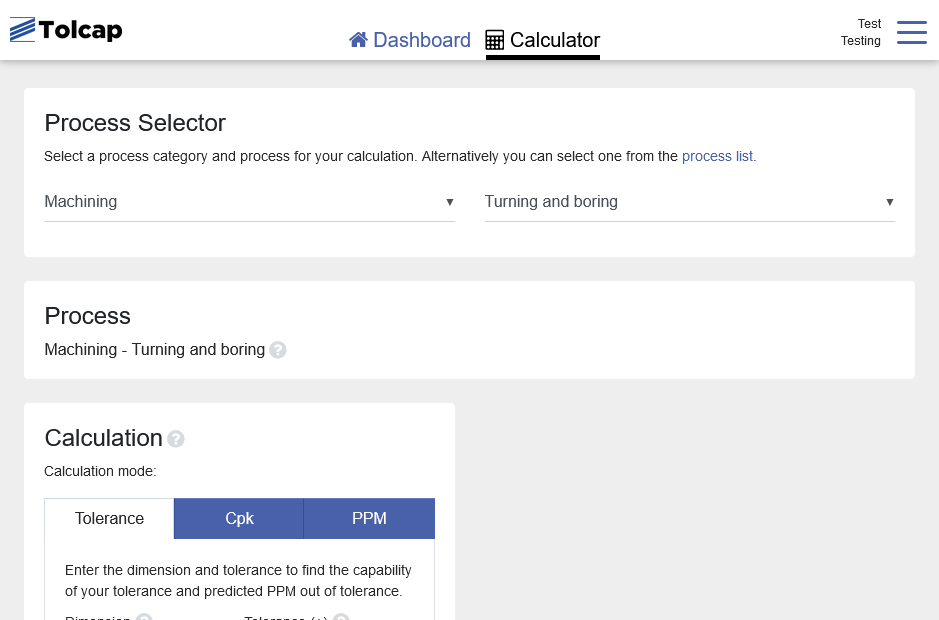 Tolcap
Dashboard
Calculator
Test
Testing
Process Selector
Select a process category and process for your calculation. Alternatively you can select one from the process list.
Machining
Turning and boring
Process
Machining - Turning and boring ?
Calculation ?
Calculation mode:
Tolerance
Cpk
PPM
Enter the dimension and tolerance to find the capability
of your tolerance and predicted PPM out of tolerance.
Dimension ?
Tolerance (±) ?